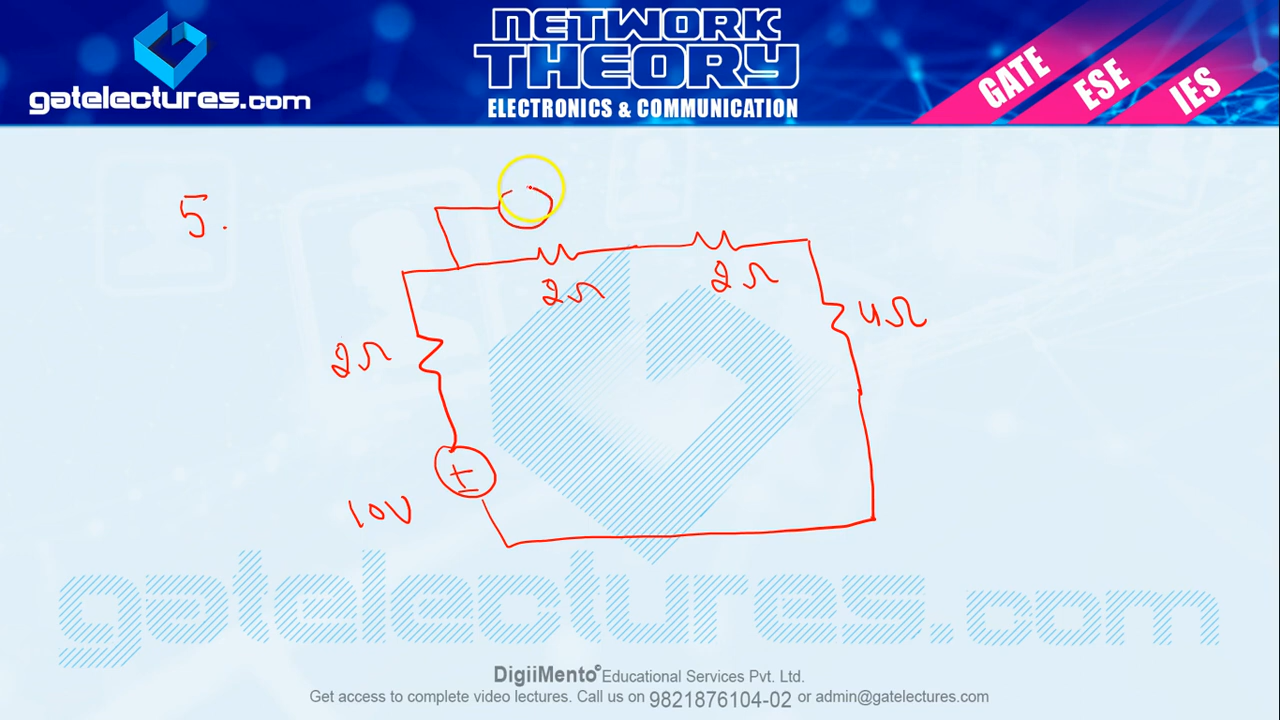 NETWORK
THEORY
ELECTRONICS & COMMUNICATION
gatelectures.com
GATE
ESE
IES
5.
2Ω
2Ω
4Ω
2Ω
+
10V
gatelectures.com
DigiiMento© Educational Services Pvt. Ltd.
Get access to complete video lectures. Call us on 9821876104-02 or admin@gatelectures.com